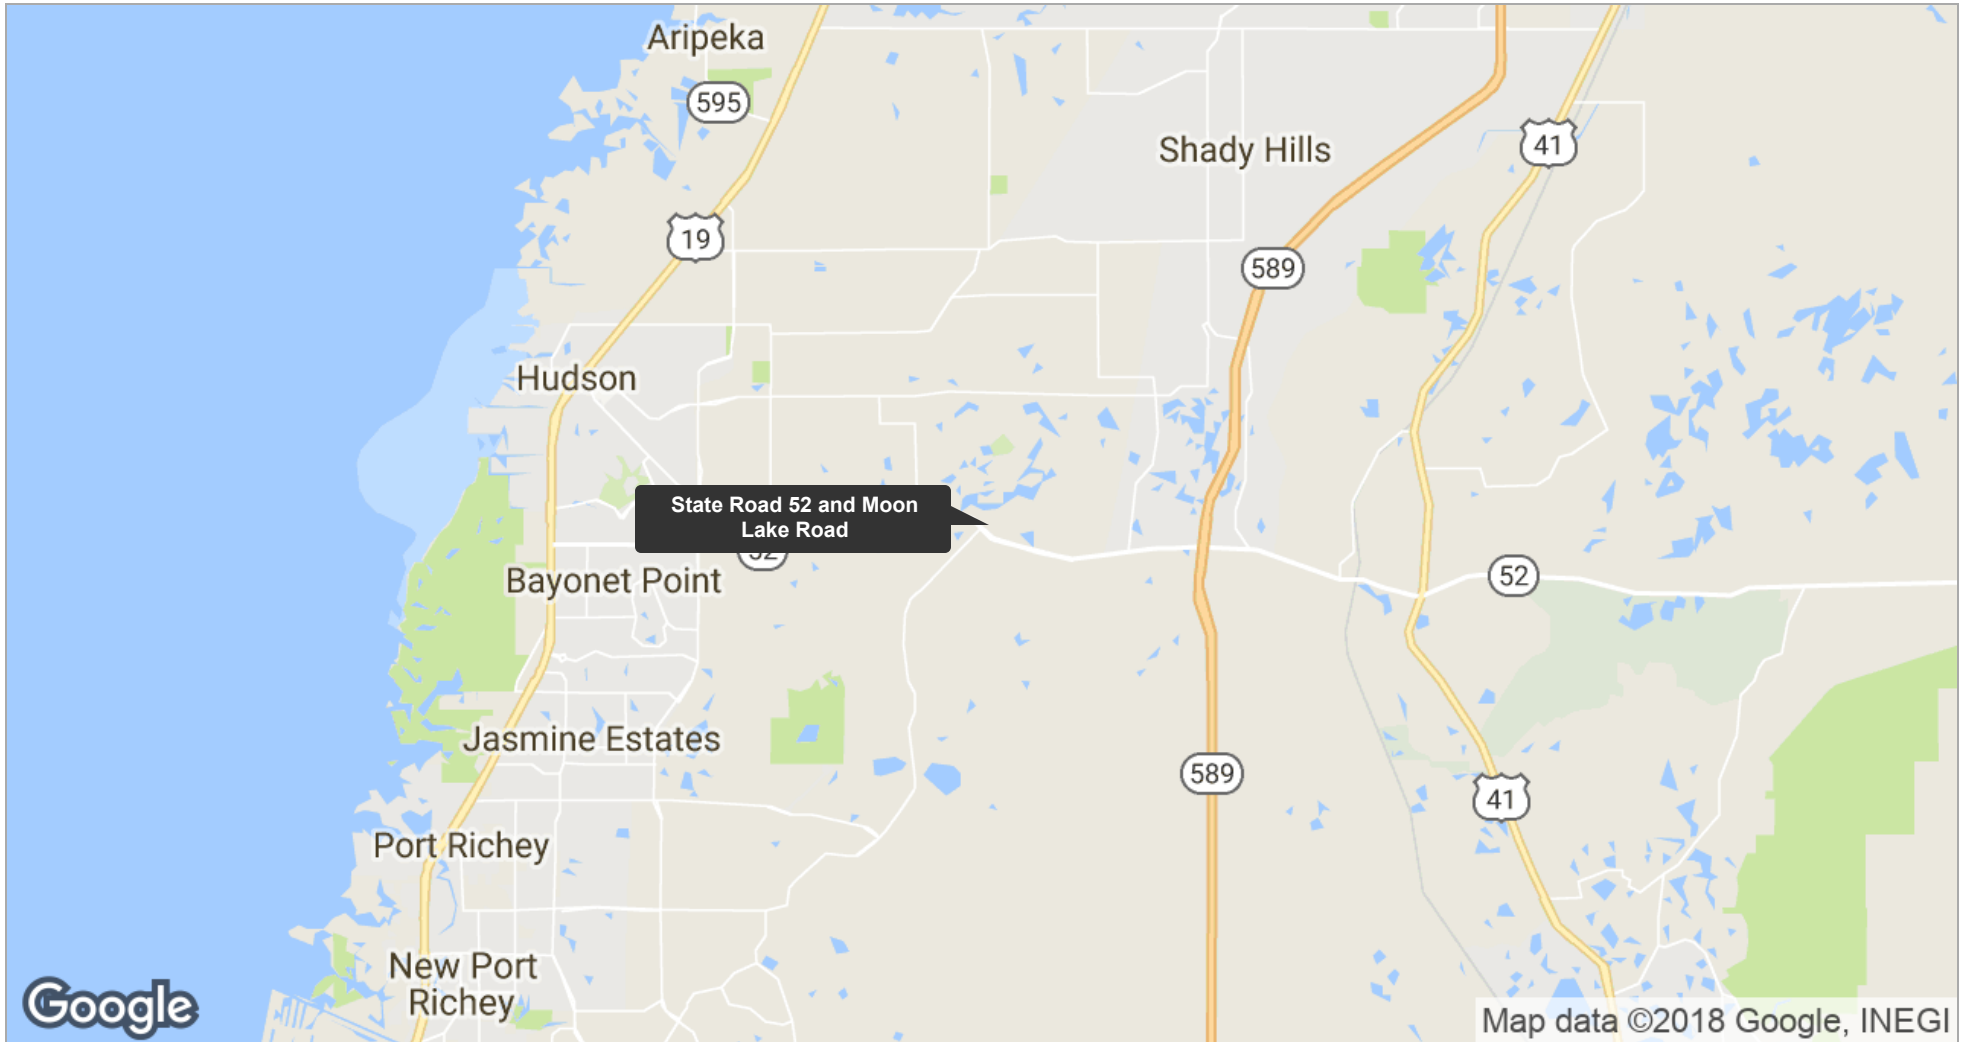 Aripeka
595
Shady Hills
41
19
589
Hudson
State Road 52 and Moon
Lake Road
52
Bayonet Point
52
Jasmine Estates
589
41
Port Richey
New Port
Richey
Google
Map data ©2018 Google, INEGI